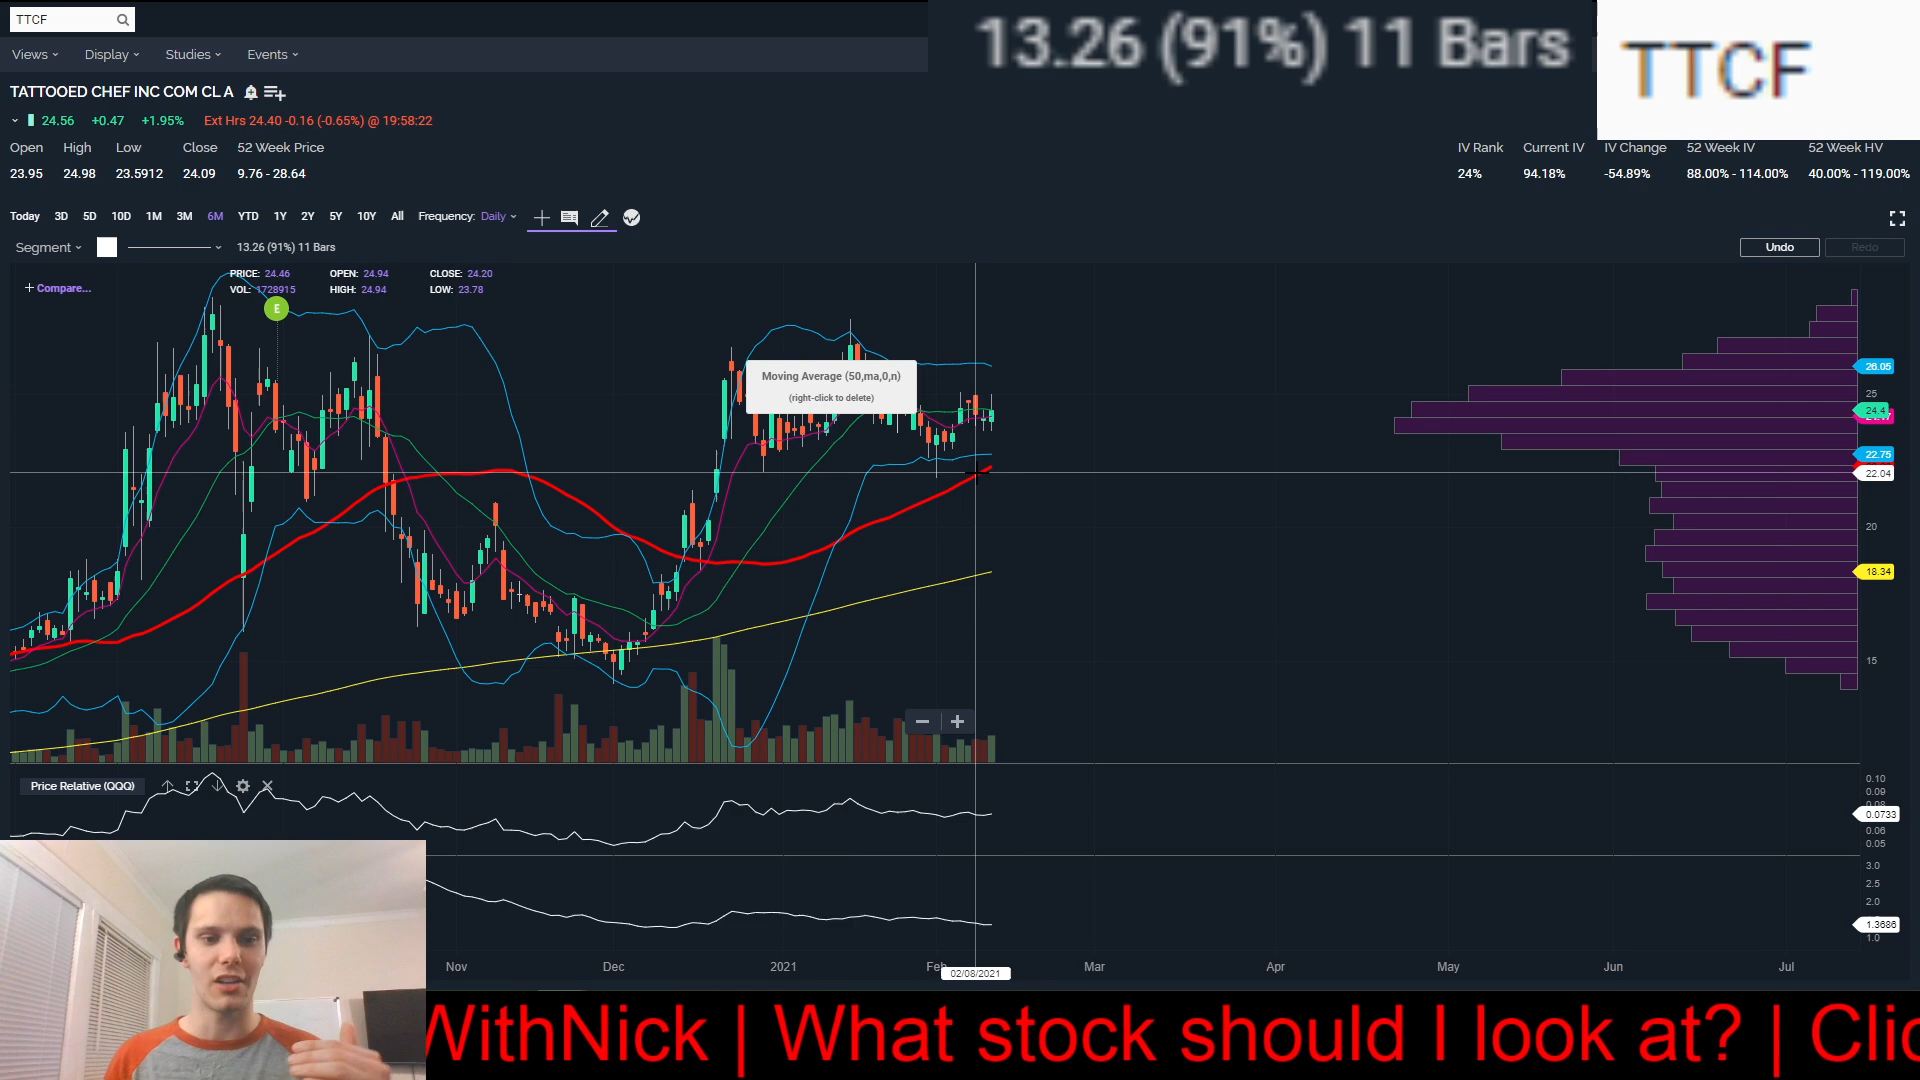 TTCF
13.26 (91%) 11 Bars
TTCF
Views Display Studies Events
TATTOOED CHEF INC COM CL A
24.56 +0.47 +1.95% Ext Hrs 24.40 -0.16 (-0.65%) @ 19:58:22
Open High Low Close 52 Week Price
23.95 24.98 23.5912 24.09 9.76 - 28.64
IV Rank Current IV IV Change 52 Week IV 52 Week HV
24% 94.18% -54.89% 88.00% - 114.00% 40.00% - 119.00%
Today 3D 5D 10D 1M 3M 6M YTD 1Y 2Y 5Y 10Y All Frequency: Daily
Segment 13.26 (91%) 11 Bars Undo Redo
PRICE: 24.46 OPEN: 24.94 CLOSE: 24.20
VOL: 1728915 HIGH: 24.94 LOW: 23.78
+ Compare...
E
Moving Average (50,ma,0,n)
(right-click to delete)
26.05
25
24.4
22.75
22.04
20
18.34
15
Price Relative (QQQ)
0.10
0.09
0.0733
0.06
0.05
3.0
2.5
2.0
1.3686
1.0
Nov Dec 2021 Feb Mar Apr May Jun Jul
02/08/2021
WithNick | What stock should I look at? | Clic